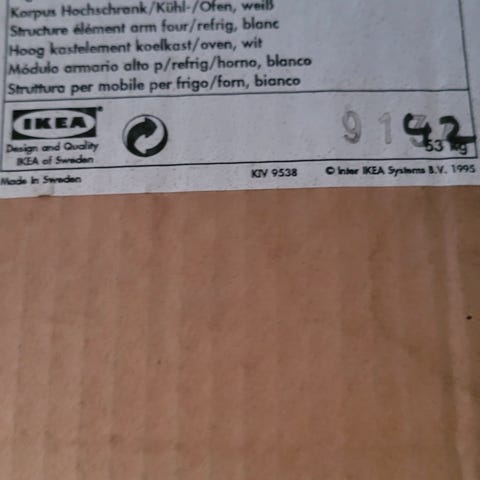 Korpus Hochschrank/Kühl-/Ofen, weiß
Structure élément arm four/refrig, blanc
Hoog kastelement koelkast/oven, wit
Módulo armario alto p/refrig/horno, blanco
Struttura per mobile per frigo/forn, bianco
IKEA
Design and Quality
IKEA of Sweden
42
53 kg
Made in Sweden
KIV 9538
© Inter IKEA Systems B.V. 1995